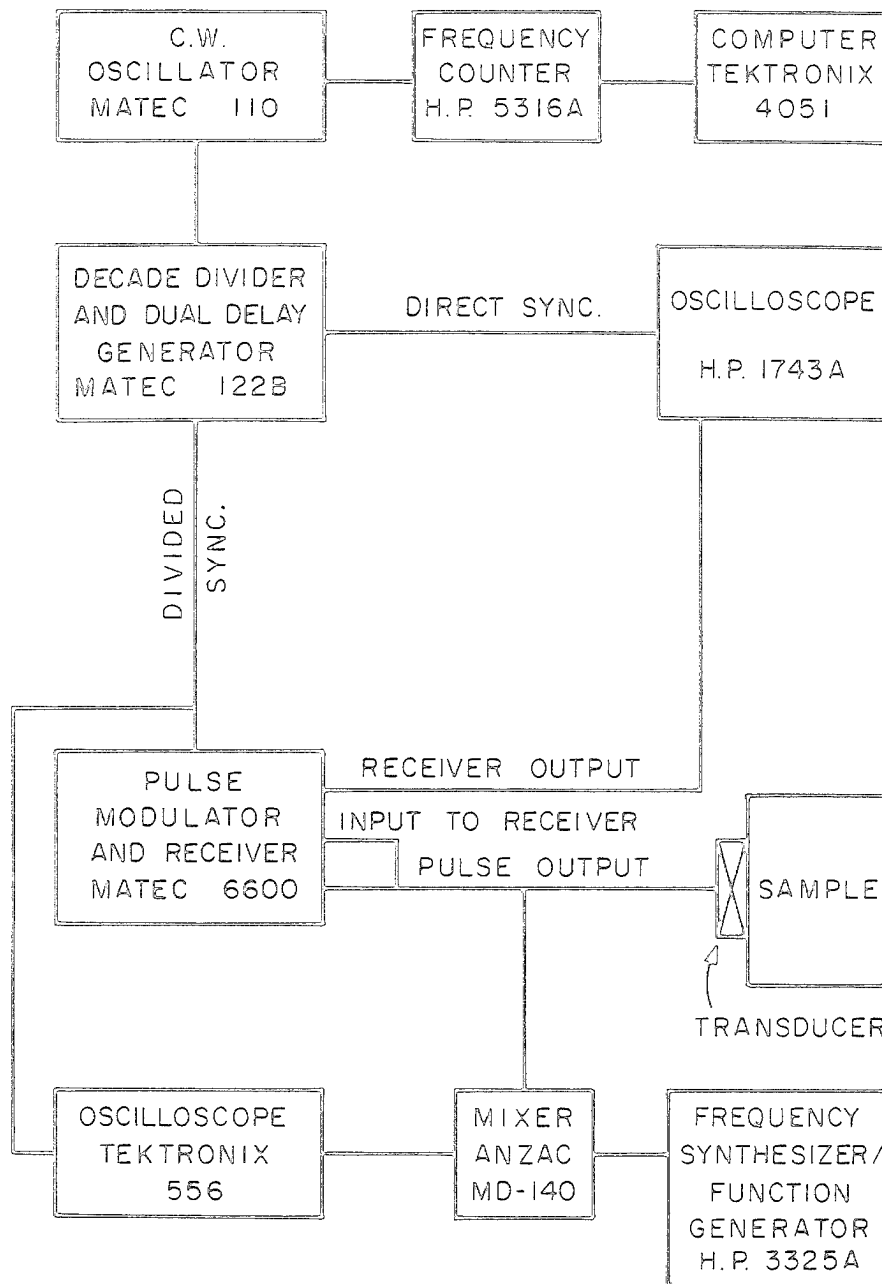 C.W.
OSCILLATOR
MATEC 110
FREQUENCY
COUNTER
H.P. 5316A
COMPUTER
TEKTRONIX
4051
DECADE DIVIDER
AND DUAL DELAY
GENERATOR
MATEC 122B
DIRECT SYNC.
OSCILLOSCOPE
H.P. 1743A
DIVIDED
SYNC.
PULSE
MODULATOR
AND RECEIVER
MATEC 6600
RECEIVER OUTPUT
INPUT TO RECEIVER
PULSE OUTPUT
SAMPLE
TRANSDUCER
OSCILLOSCOPE
TEKTRONIX
556
MIXER
ANZAC
MD-140
FREQUENCY
SYNTHESIZER/
FUNCTION
GENERATOR
H.P. 3325A